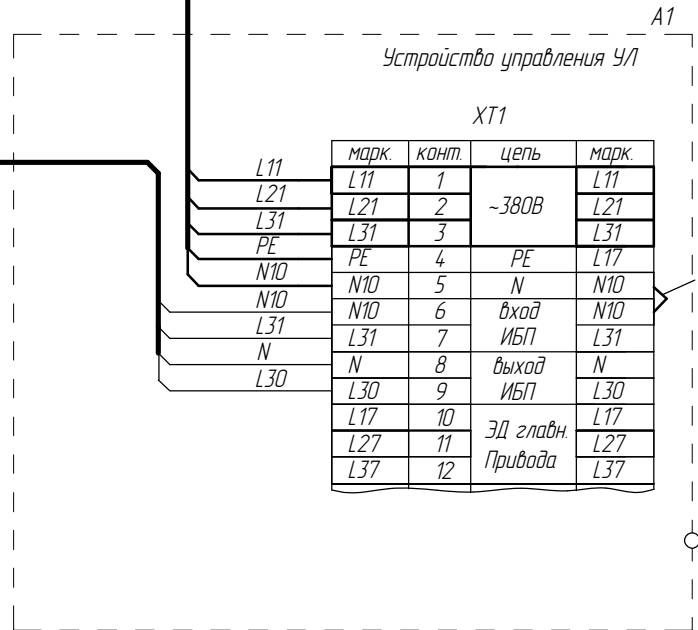 A1
Устройство управления УЛ
XT1
марк. конт. цепь марк.
L11 L11 1 ~380В L11
L21 L21 2 L21
L31 L31 3 L31
PE PE 4 PE L17
N10 N10 5 N N10
N10 N10 6 вход N10
L31 L31 7 ИБП L31
N N 8 выход N
L30 L30 9 ИБП L30
L17 10 ЭД главн. L17
L27 11 Привода L27
L37 12 L37